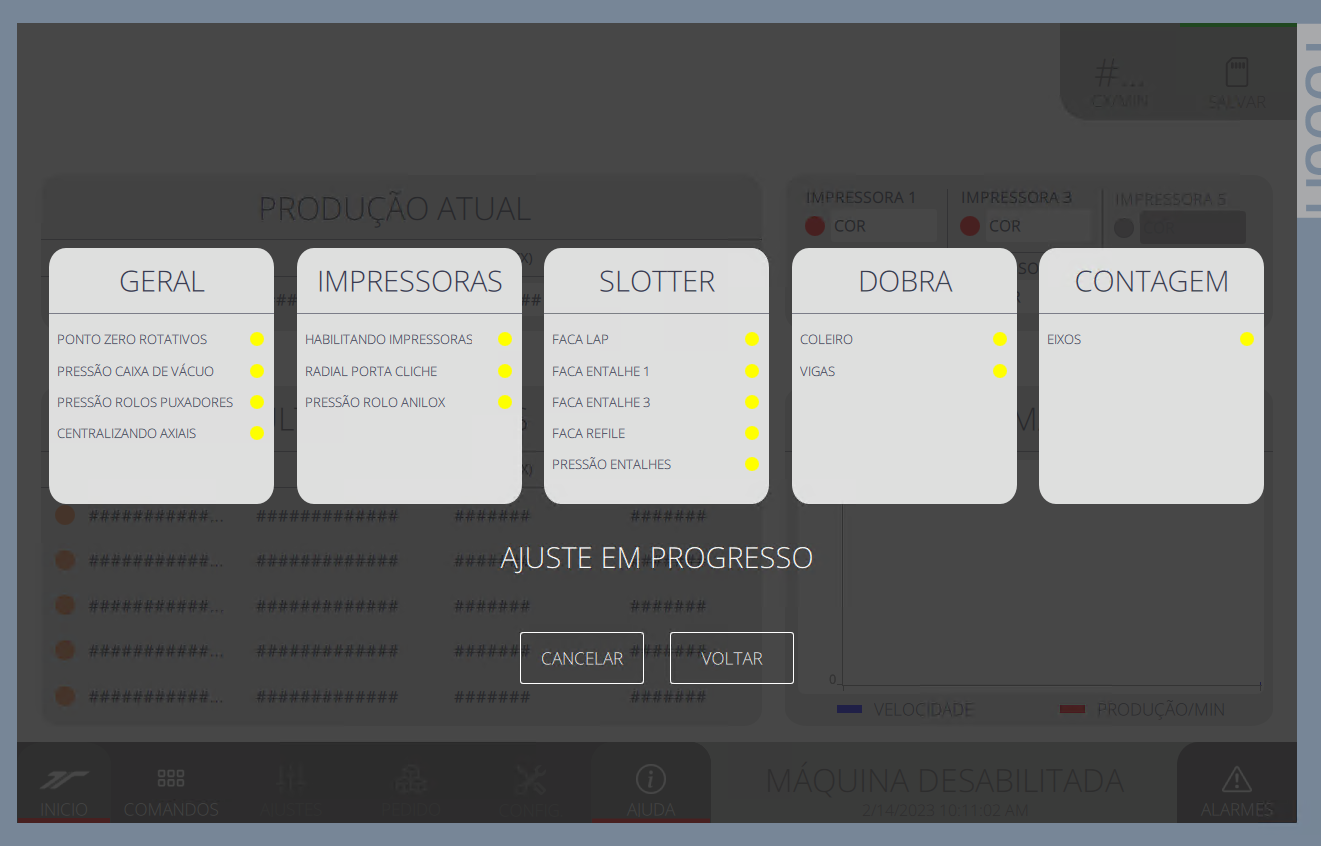 #...
CX/MIN
SALVAR
PRODUÇÃO ATUAL
IMPRESSORA 1
IMPRESSORA 3
IMPRESSORA 5
COR
COR
GERAL
PONTO ZERO ROTATIVOS
PRESSÃO CAIXA DE VÁCUO
PRESSÃO ROLOS PUXADORES
CENTRALIZANDO AXIAIS
IMPRESSORAS
HABILITANDO IMPRESSORAS
RADIAL PORTA CLICHE
PRESSÃO ROLO ANILOX
SLOTTER
FACA LAP
FACA ENTALHE 1
FACA ENTALHE 3
FACA REFILE
PRESSÃO ENTALHES
DOBRA
COLEIRO
VIGAS
CONTAGEM
EIXOS
###########... ############# ####### #######
AJUSTE EM PROGRESSO
###########... ############# #######
###########... ############# ####### #######
###########... ############# #######
CANCELAR
VOLTAR
###########... ############# ####### #######
0
VELOCIDADE
PRODUÇÃO/MIN
INICIO
COMANDOS
AJUSTES
PEDIDO
CONFIG
AJUDA
MÁQUINA DESABILITADA
2/14/2023 10:11:02 AM
ALARMES